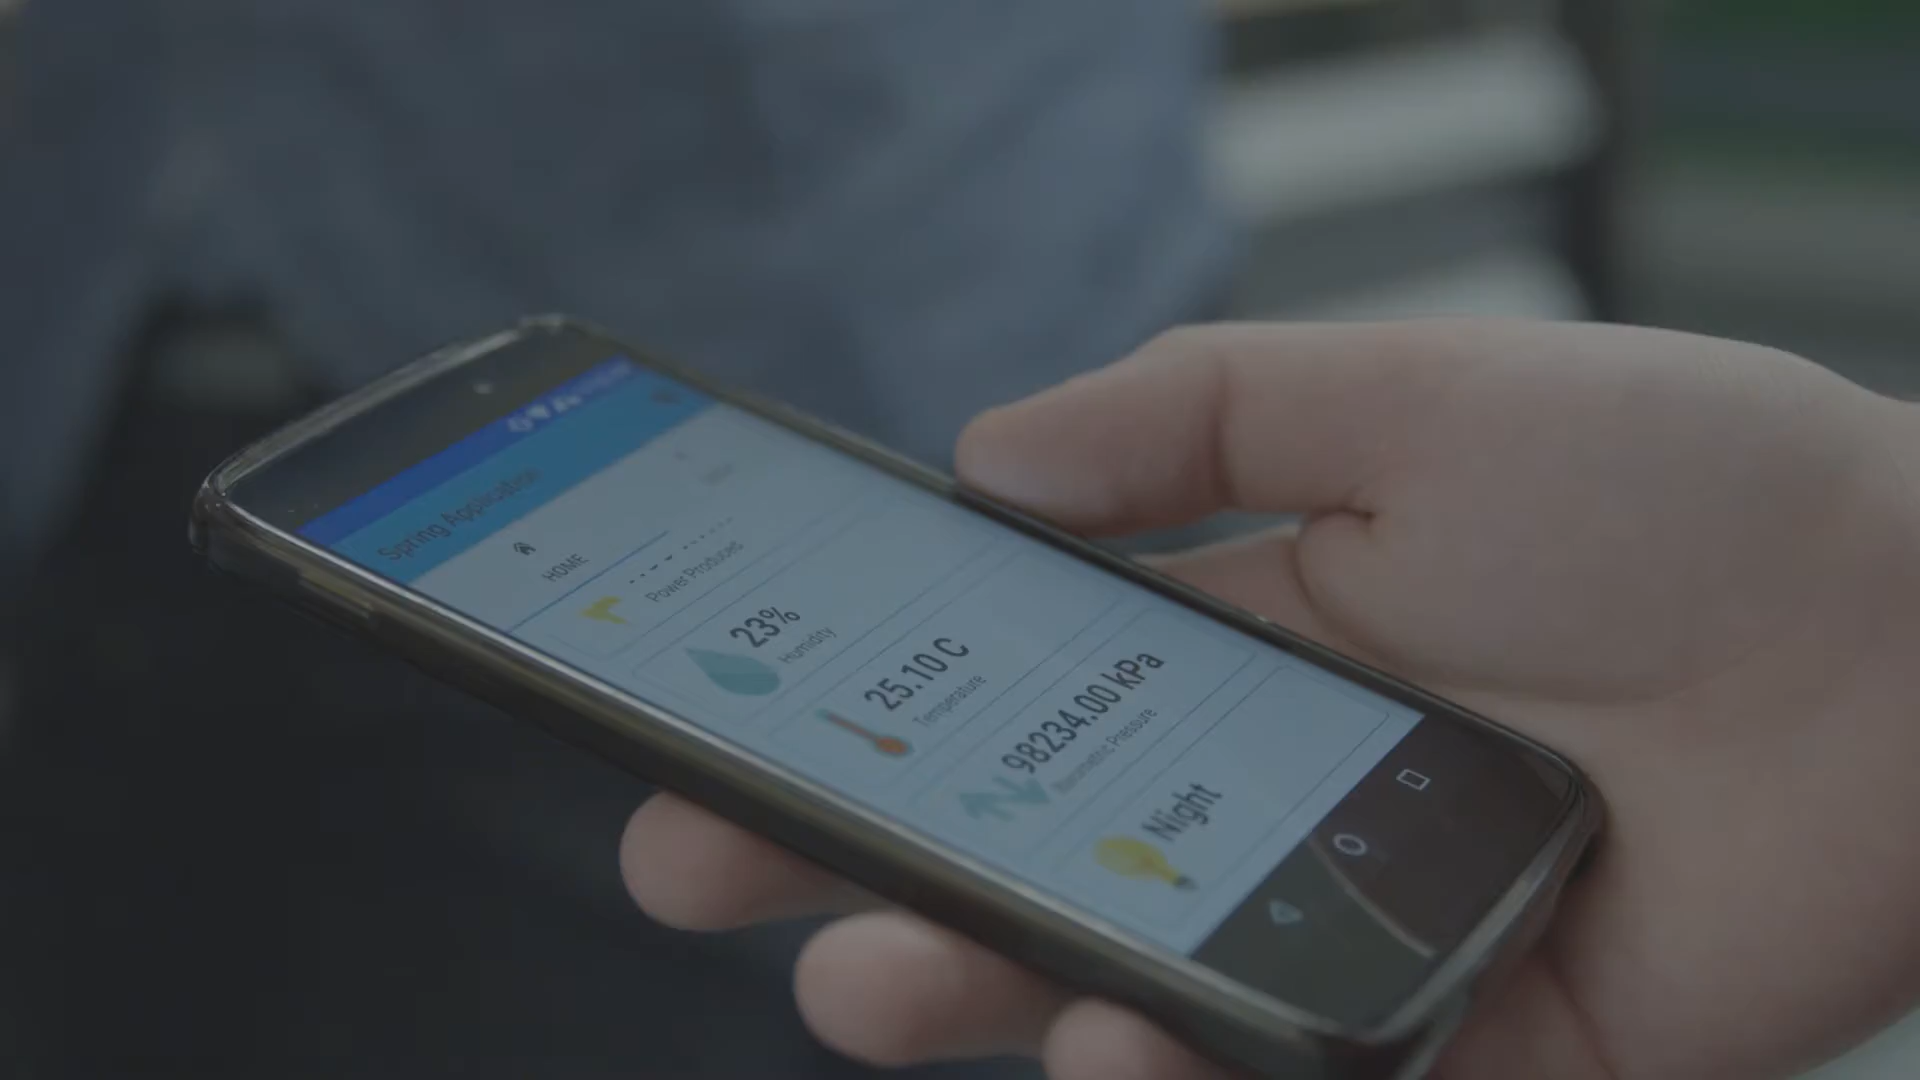 Spring Application
HOME
Power Produced
23%
Humidity
25.10 C
Temperature
98234.00 kPa
Barometric Pressure
Night